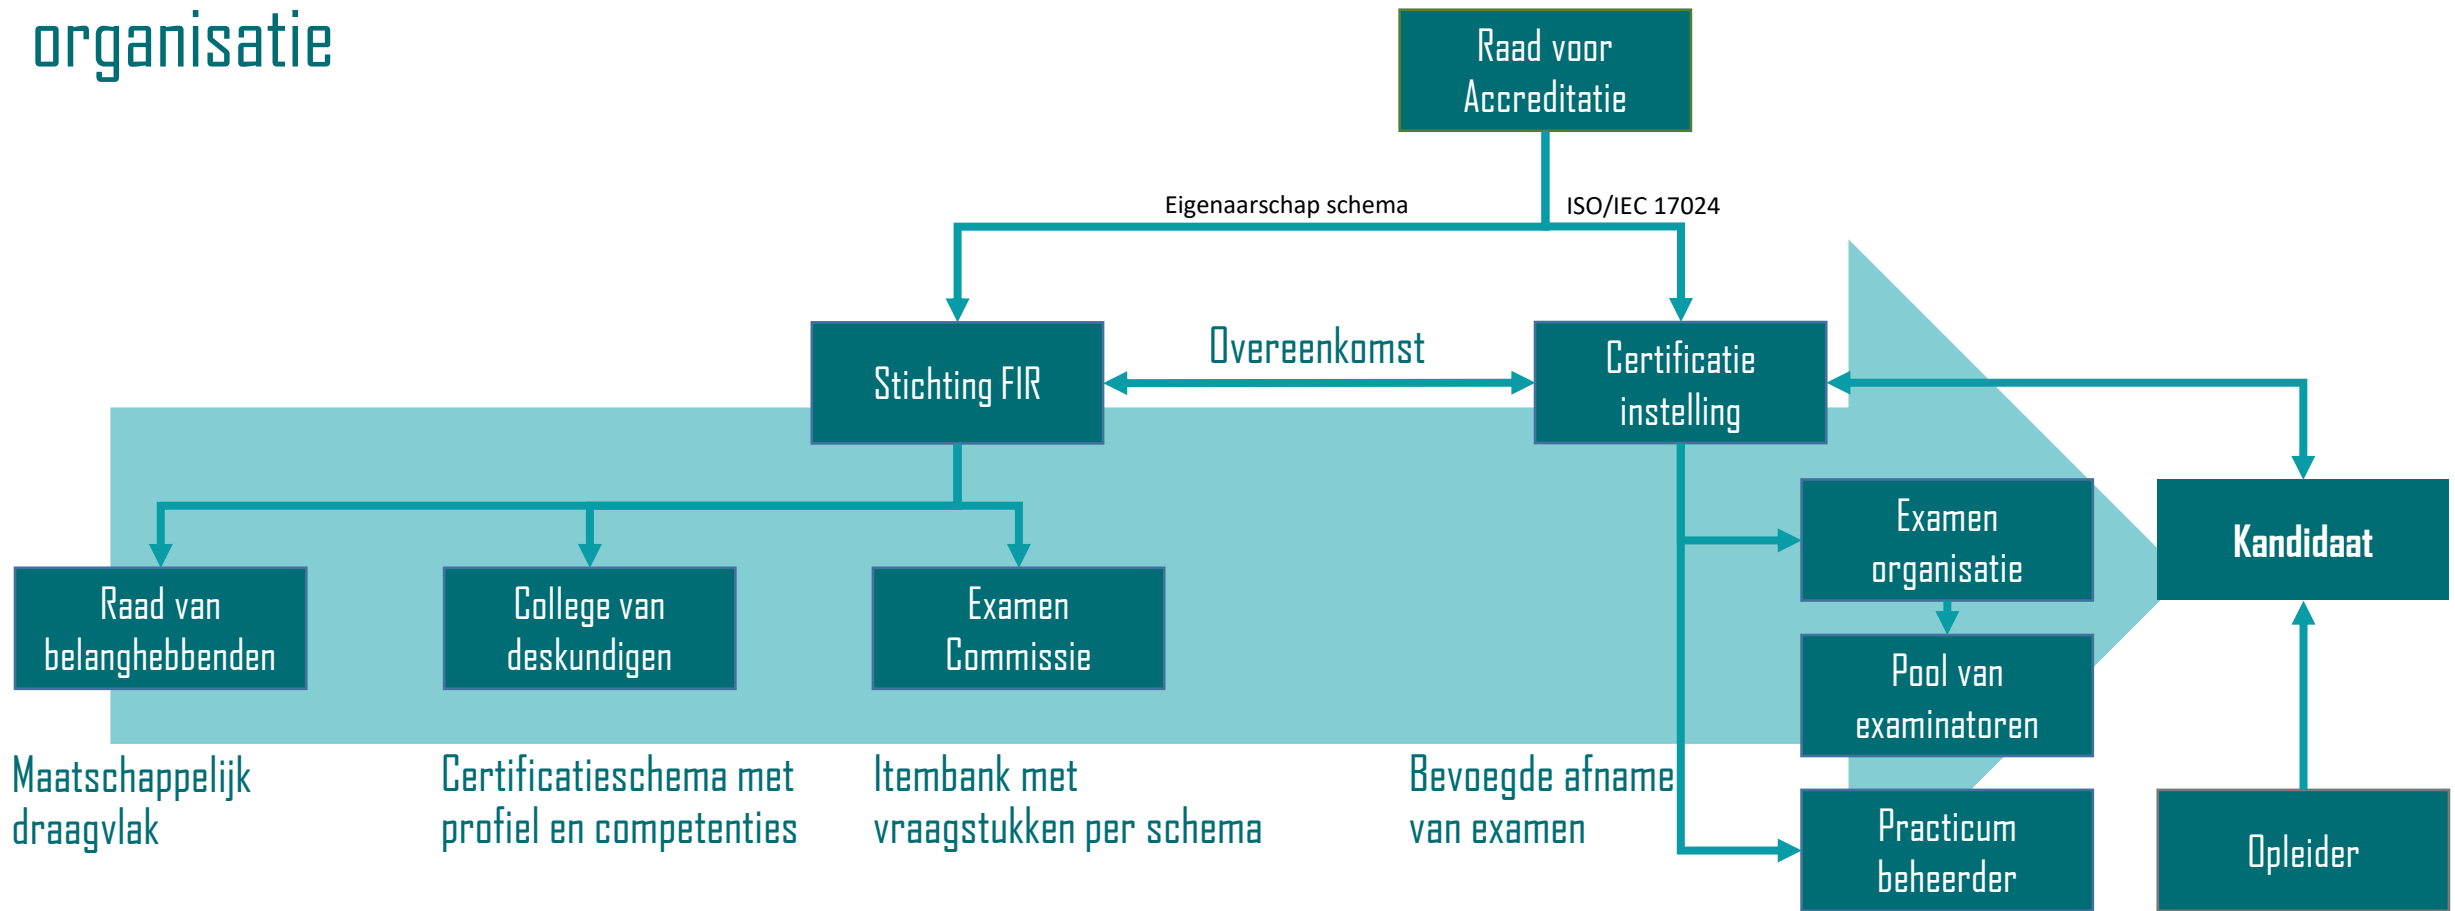 organisatie
Raad voor
Accreditatie
Eigenaarschap schema
ISO/IEC 17024
Stichting FIR
Overeenkomst
Certificatie
instelling
Raad van
belanghebbenden
College van
deskundigen
Examen
Commissie
Examen
organisatie
Kandidaat
Pool van
examinatoren
Maatschappelijk
draagvlak
Certificatieschema met
profiel en competenties
Itembank met
vraagstukken per schema
Bevoegde afname
van examen
Practicum
beheerder
Opleider